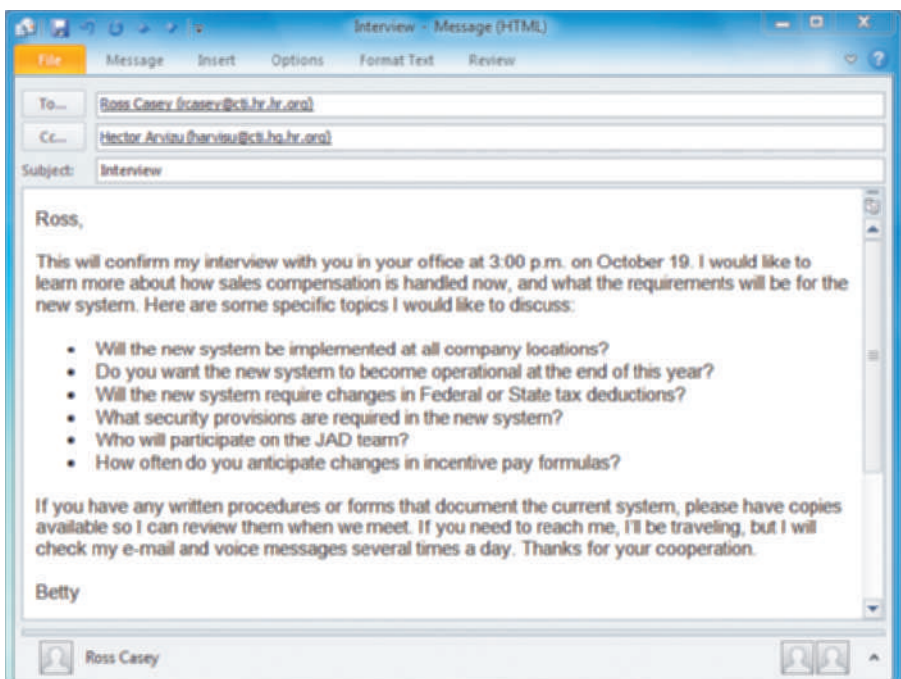 Interview - Message (HTML)
File Message Insert Options Format Text Review
To... Ross Casey (rcasey@cti.hr.hr.org)
Cc... Hector Arvizu (harvisu@cti.hq.hr.org)
Subject: Interview
Ross,
This will confirm my interview with you in your office at 3:00 p.m. on October 19. I would like to
learn more about how sales compensation is handled now, and what the requirements will be for the
new system. Here are some specific topics I would like to discuss:
• Will the new system be implemented at all company locations?
• Do you want the new system to become operational at the end of this year?
• Will the new system require changes in Federal or State tax deductions?
• What security provisions are required in the new system?
• Who will participate on the JAD team?
• How often do you anticipate changes in incentive pay formulas?
If you have any written procedures or forms that document the current system, please have copies
available so I can review them when we meet. If you need to reach me, I'll be traveling, but I will
check my e-mail and voice messages several times a day. Thanks for your cooperation.
Betty
Ross Casey